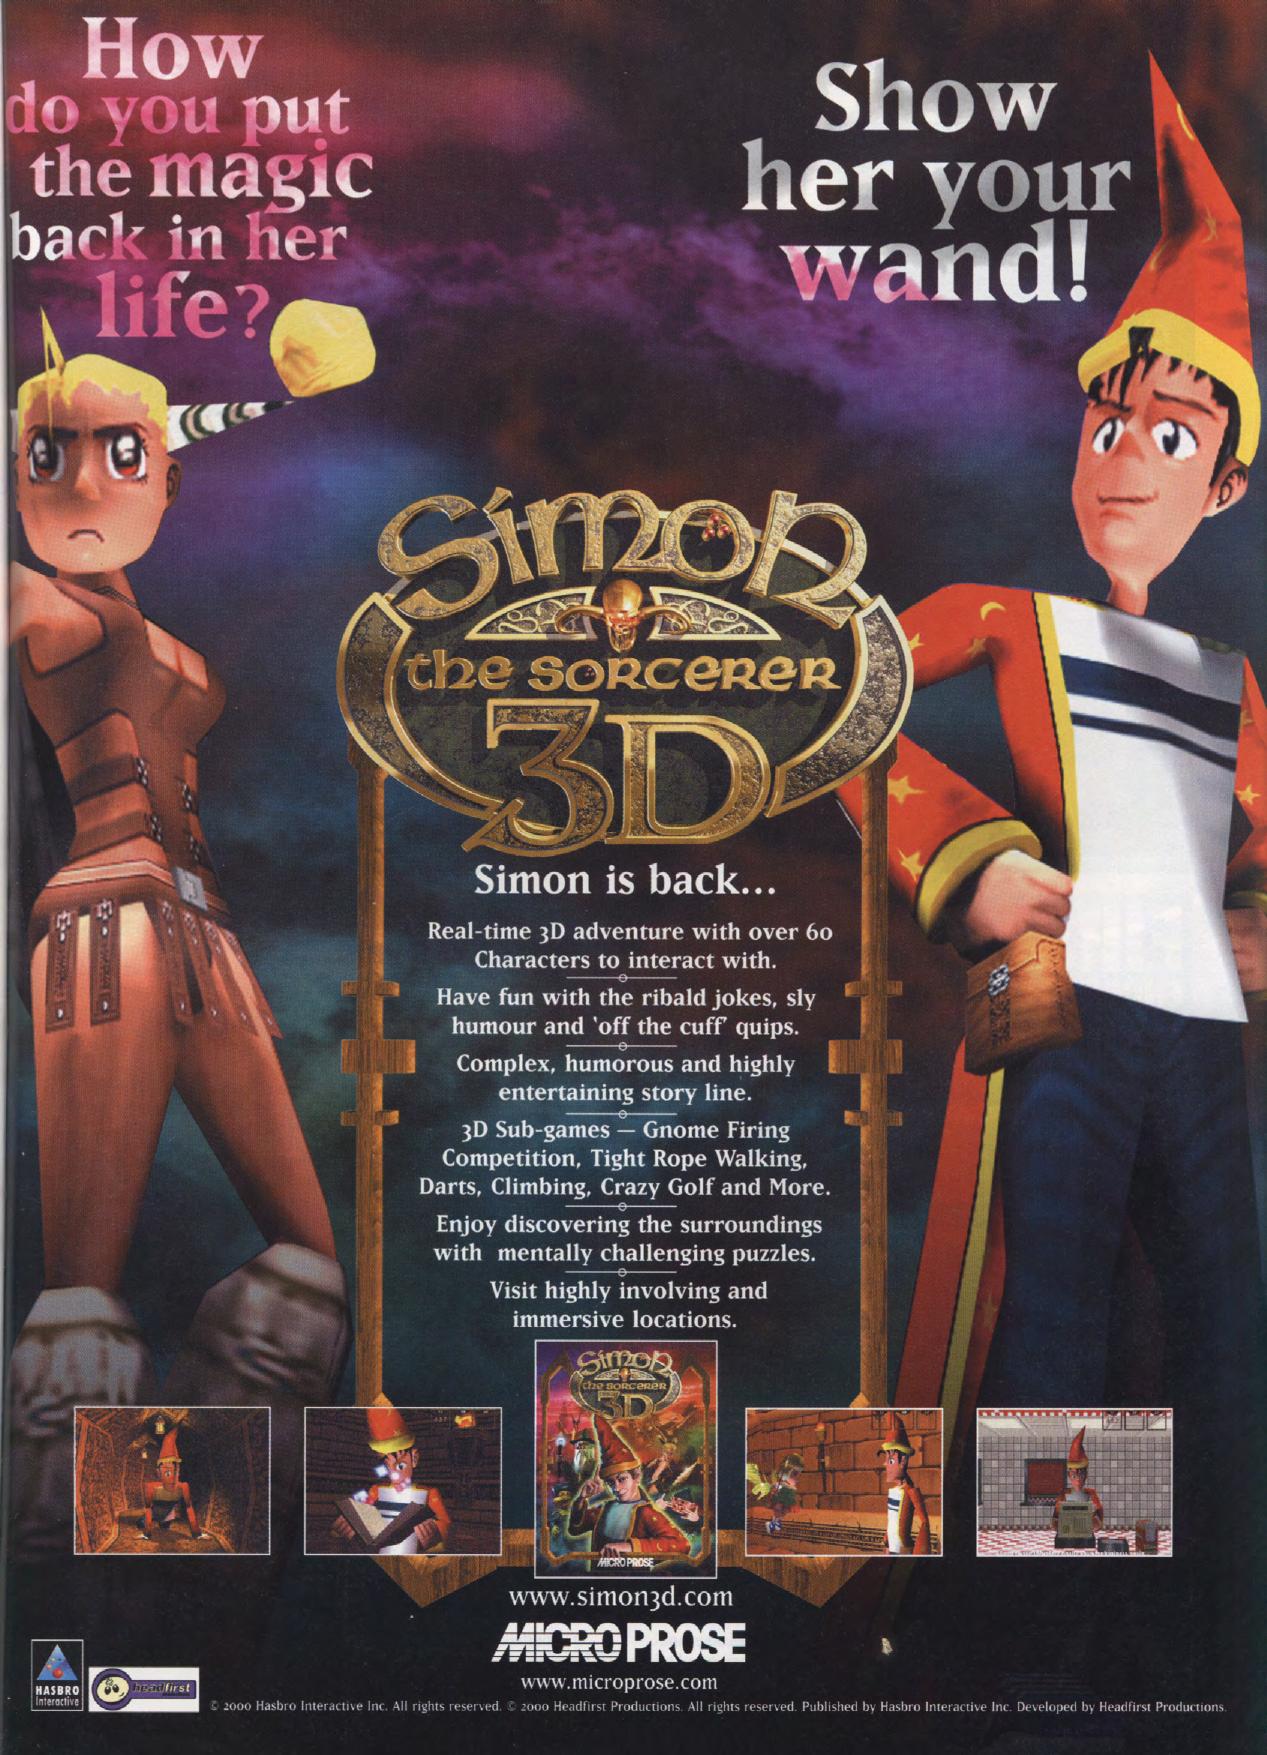 How
do you put
the magic
back in her
life?
Show
her your
wand!
Simon
the Sorcerer
3D
Simon is back...
Real-time 3D adventure with over 60
Characters to interact with.
Have fun with the ribald jokes, sly
humour and ‛off the cuff’ quips.
Complex, humorous and highly
entertaining story line.
3D Sub-games — Gnome Firing
Competition, Tight Rope Walking,
Darts, Climbing, Crazy Golf and More.
Enjoy discovering the surroundings
with mentally challenging puzzles.
Visit highly involving and
immersive locations.
Simon
the Sorcerer
3D
MICROPROSE
www.simon3d.com
MICROPROSE
www.microprose.com
HASBRO
Interactive
headfirst
© 2000 Hasbro Interactive Inc. All rights reserved. © 2000 Headfirst Productions. All rights reserved. Published by Hasbro Interactive Inc. Developed by Headfirst Productions.